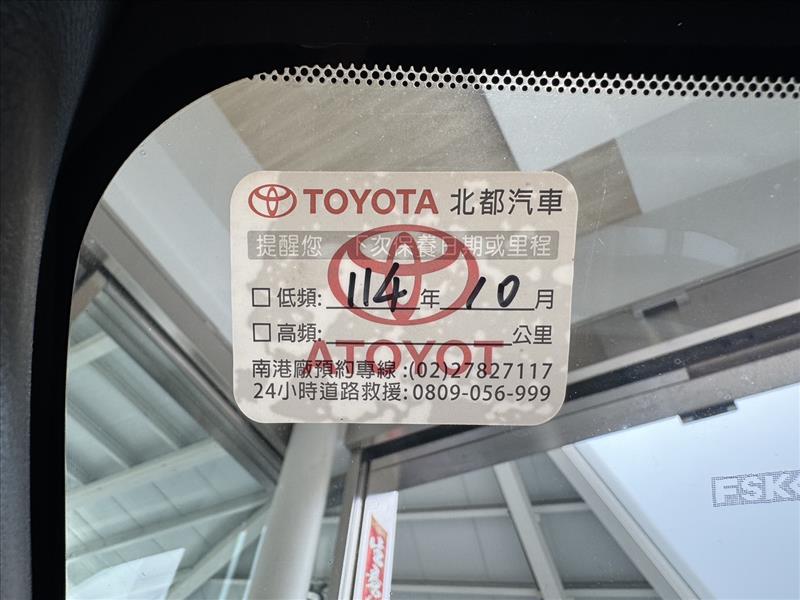 TOYOTA 北都汽車
提醒您 下次保養日期或里程
□ 低頻: 114 年 10 月
□ 高頻: 公里
ATOYOT
南港廠預約專線:(02)27827117
24小時道路救援:0809-056-999